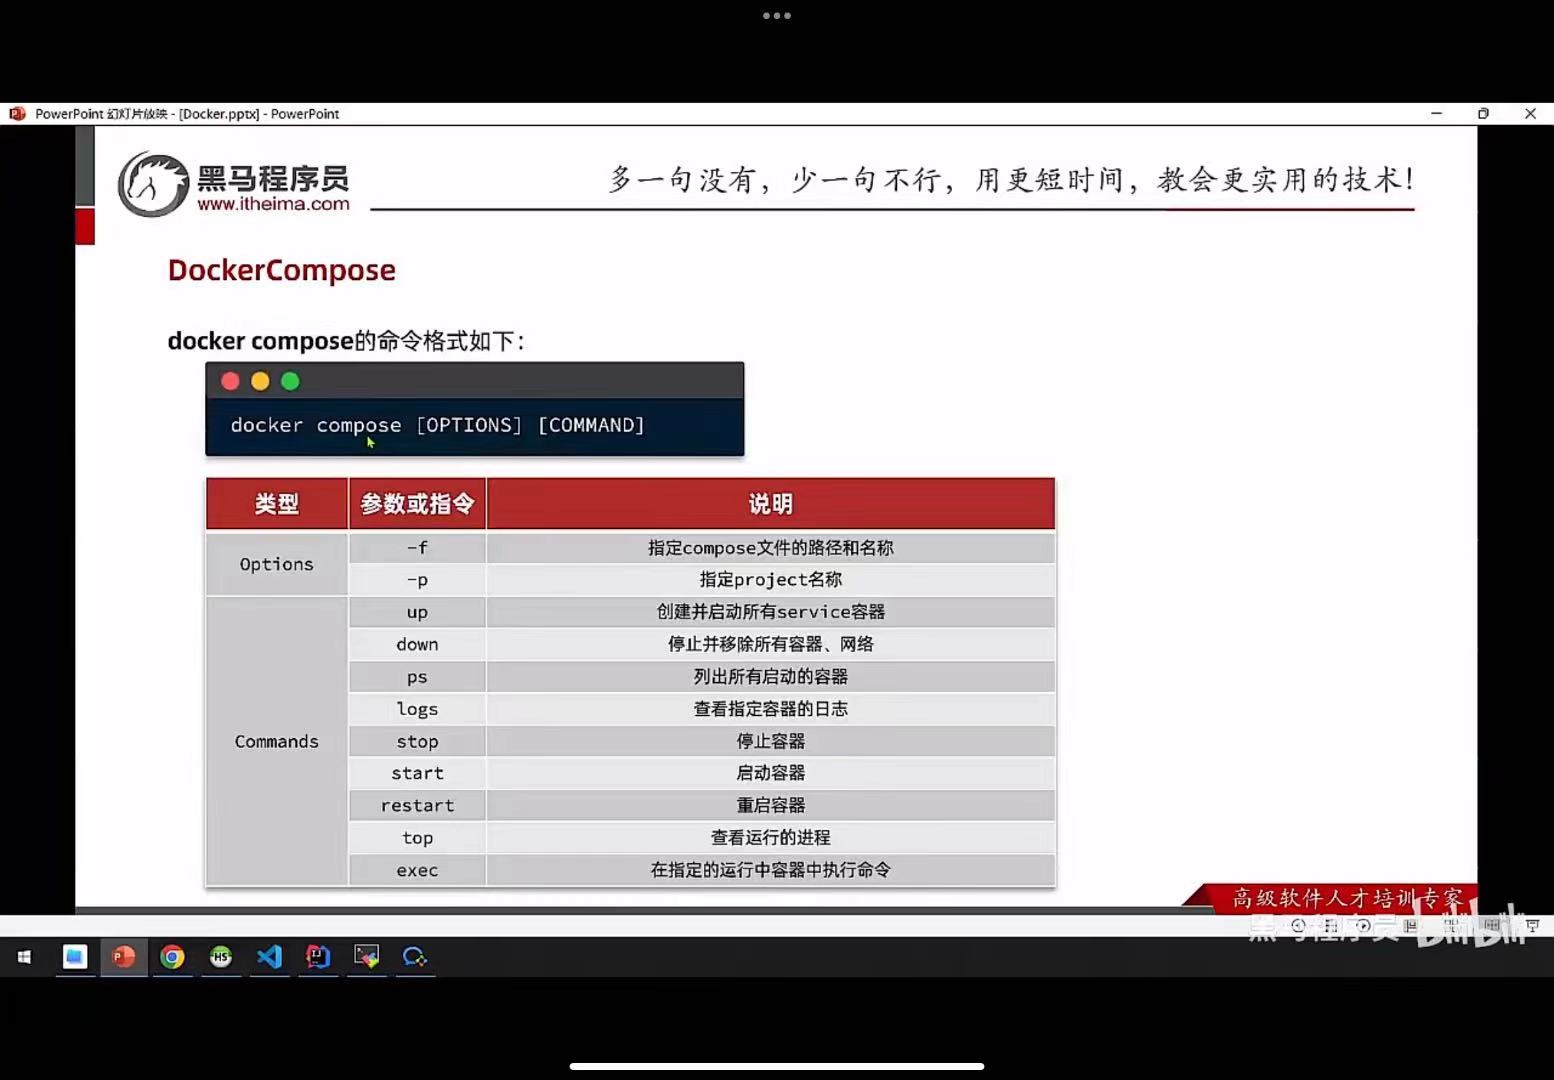 PowerPoint 幻灯片放映 - [Docker.pptx] - PowerPoint
黑马程序员
www.itheima.com
多一句没有，少一句不行，用更短时间，教会更实用的技术！
DockerCompose
docker compose的命令格式如下：
docker compose [OPTIONS] [COMMAND]
类型 参数或指令 说明
Options
-f 指定compose文件的路径和名称
-p 指定project名称
Commands
up 创建并启动所有service容器
down 停止并移除所有容器、网络
ps 列出所有启动的容器
logs 查看指定容器的日志
stop 停止容器
start 启动容器
restart 重启容器
top 查看运行的进程
exec 在指定的运行中容器中执行命令
高级软件人才培训专家
黑马程序员 bilibili
HS